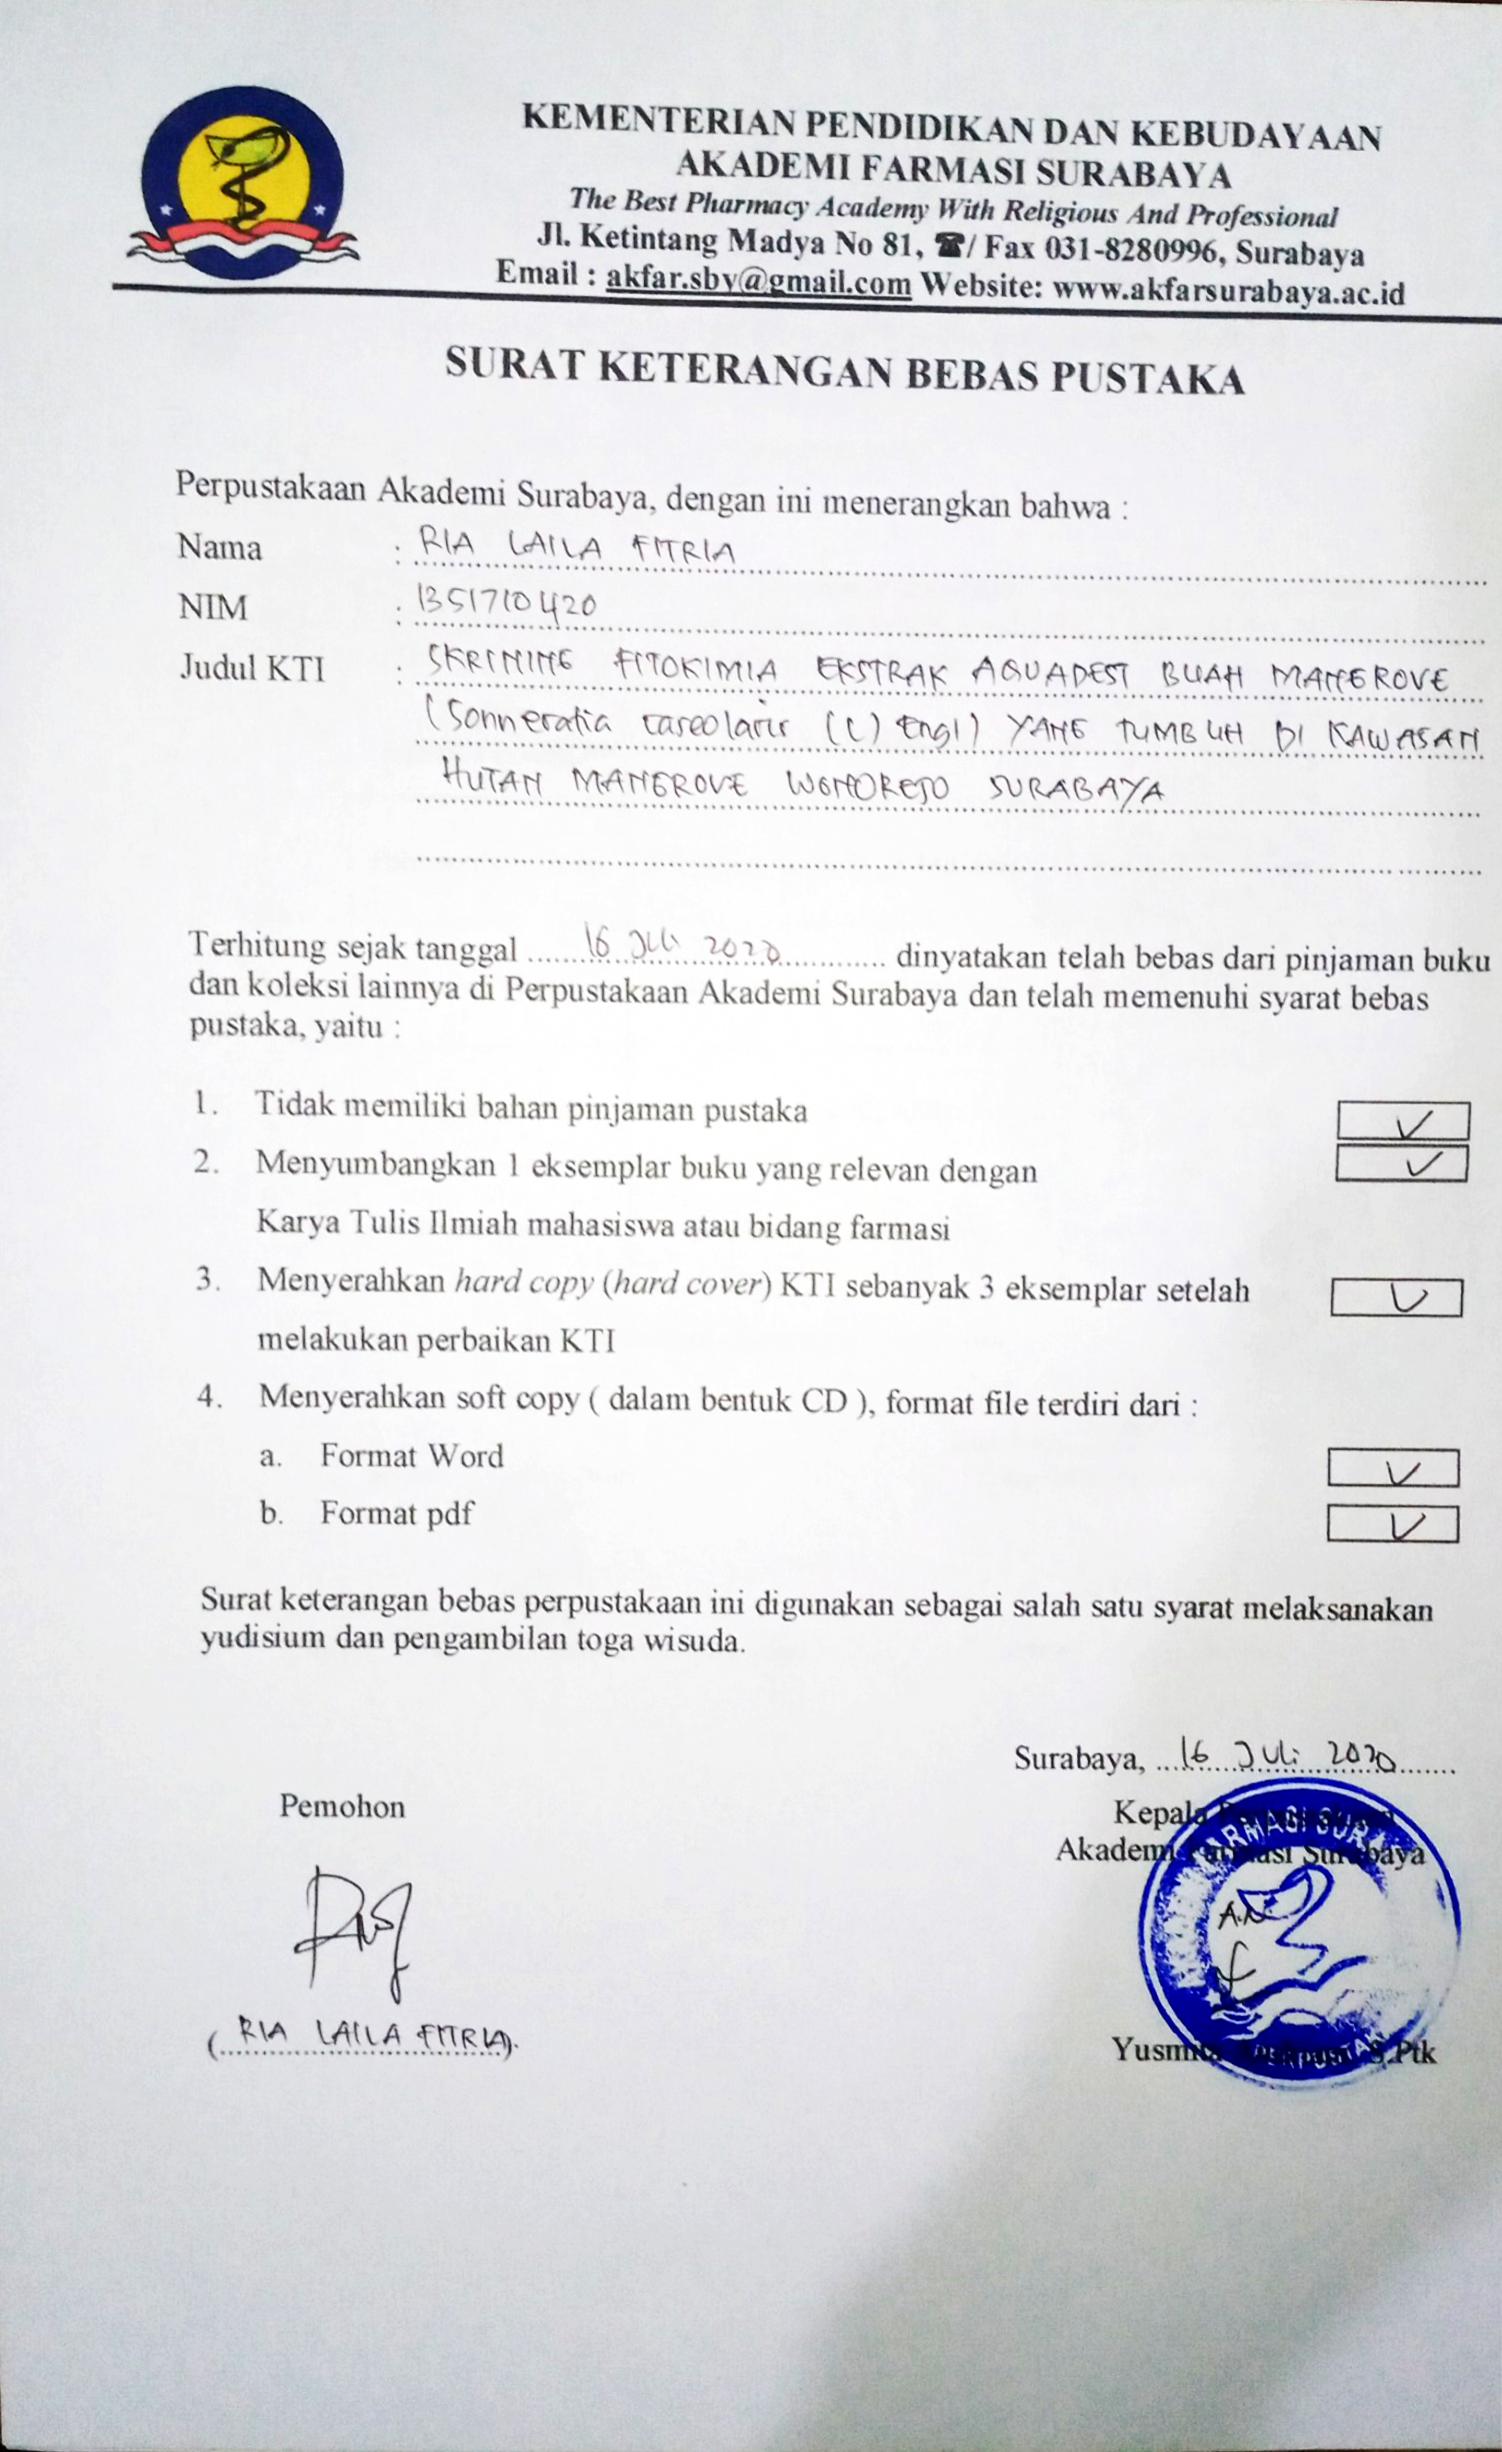 KEMENTERIAN PENDIDIKAN DAN KEBUDAYAAN
AKADEMI FARMASI SURABAYA
The Best Pharmacy Academy With Religious And Professional
Jl. Ketintang Madya No 81, ☎/ Fax 031-8280996, Surabaya
Email : akfar.sby@gmail.com Website: www.akfarsurabaya.ac.id
SURAT KETERANGAN BEBAS PUSTAKA
Perpustakaan Akademi Surabaya, dengan ini menerangkan bahwa :
Nama : RIA LAILA FITRIA
NIM : 1351710420
Judul KTI : SKRINING FITOKIMIA EKSTRAK AQUADEST BUAH MANGROVE
(Sonneratia caseolaris (L) Engl) YANG TUMBUH DI KAWASAN
HUTAN MANGROVE WONOREJO SURABAYA
Terhitung sejak tanggal 16 Juli 2020 dinyatakan telah bebas dari pinjaman buku
dan koleksi lainnya di Perpustakaan Akademi Surabaya dan telah memenuhi syarat bebas
pustaka, yaitu :
1. Tidak memiliki bahan pinjaman pustaka ✓
2. Menyumbangkan 1 eksemplar buku yang relevan dengan ✓
Karya Tulis Ilmiah mahasiswa atau bidang farmasi
3. Menyerahkan hard copy (hard cover) KTI sebanyak 3 eksemplar setelah ✓
melakukan perbaikan KTI
4. Menyerahkan soft copy ( dalam bentuk CD ), format file terdiri dari :
a. Format Word ✓
b. Format pdf ✓
Surat keterangan bebas perpustakaan ini digunakan sebagai salah satu syarat melaksanakan
yudisium dan pengambilan toga wisuda.
Surabaya, 16 Juli 2020
Pemohon
Kepala
Akademi Farmasi Surabaya
A.N
(RIA LAILA FITRIA).
S.Ptk